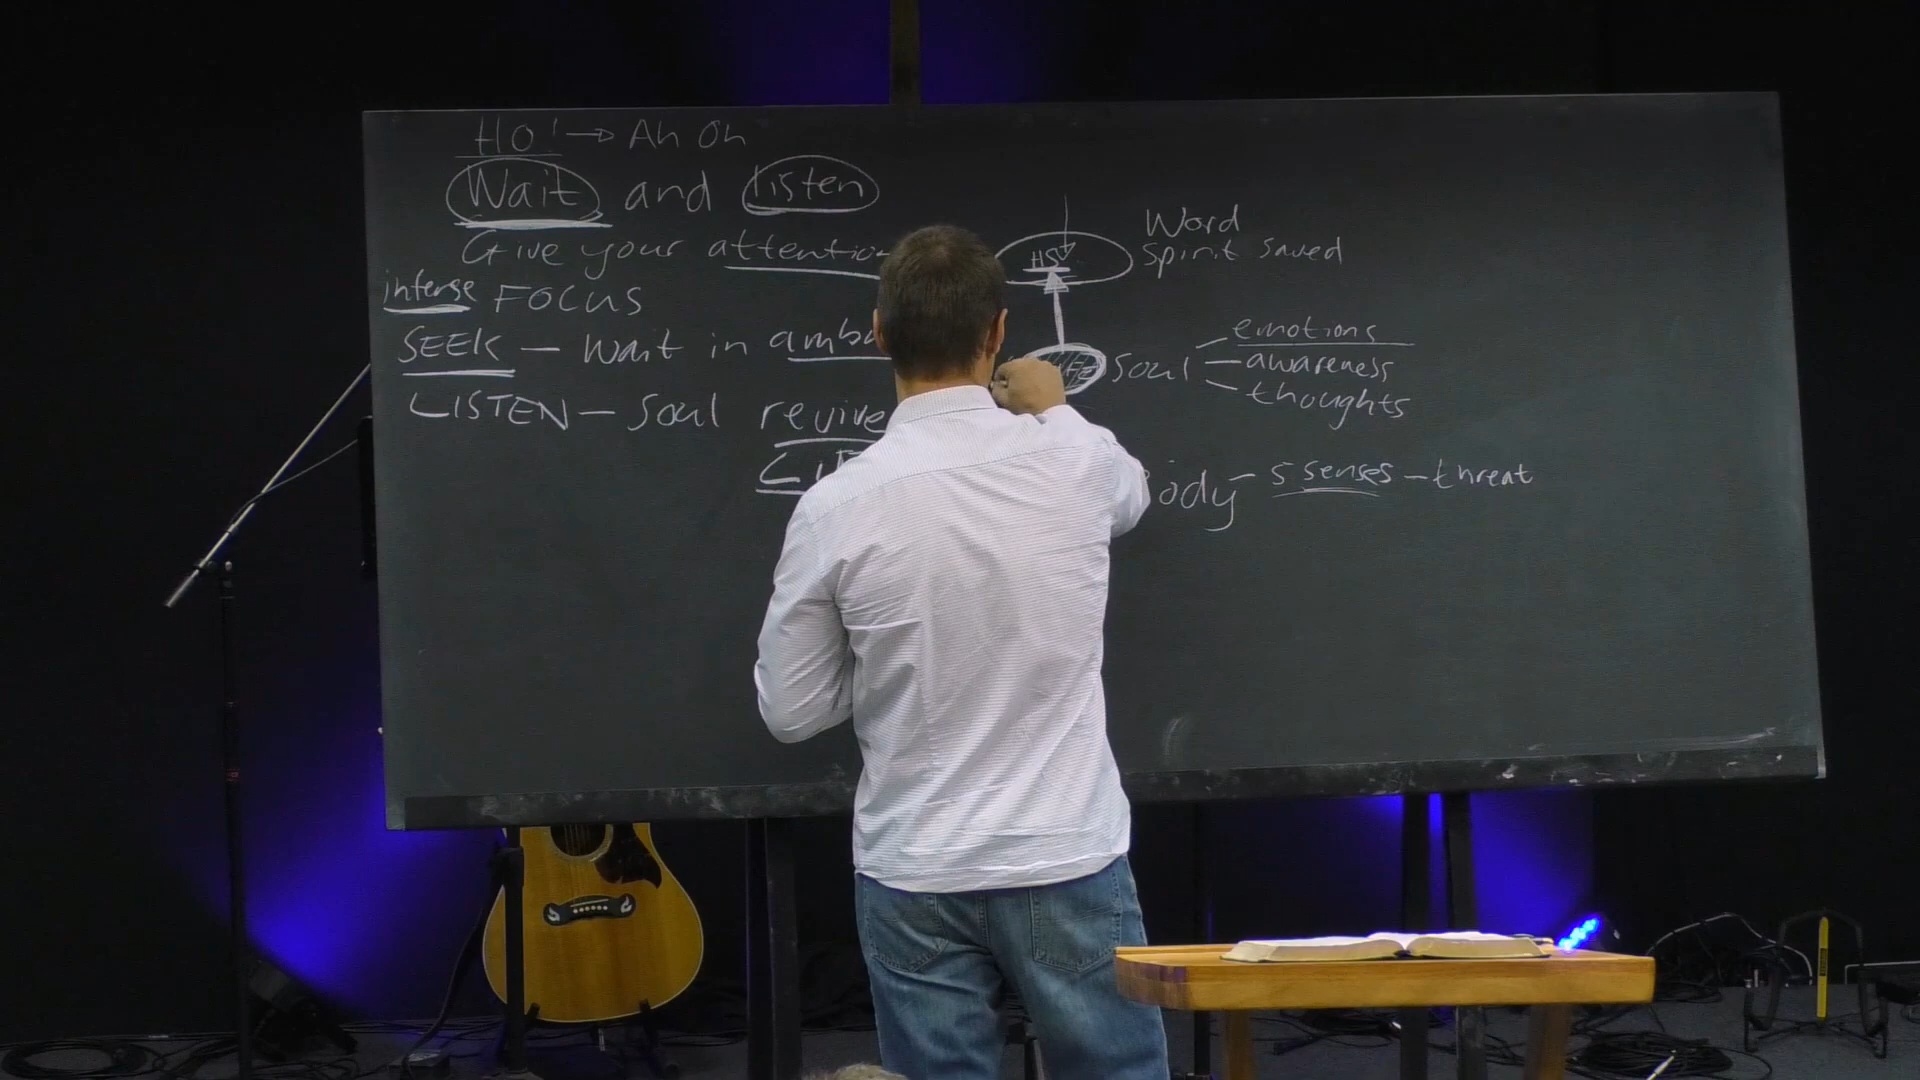 HO! → Ah Oh
Wait and Listen
Give your attentio
intense FOCUS
SEEK – Wait in amb
LISTEN – Soul revive
LI
HS
Word
Spirit saved
Soul
emotions
awareness
thoughts
ody – 5 senses – threat